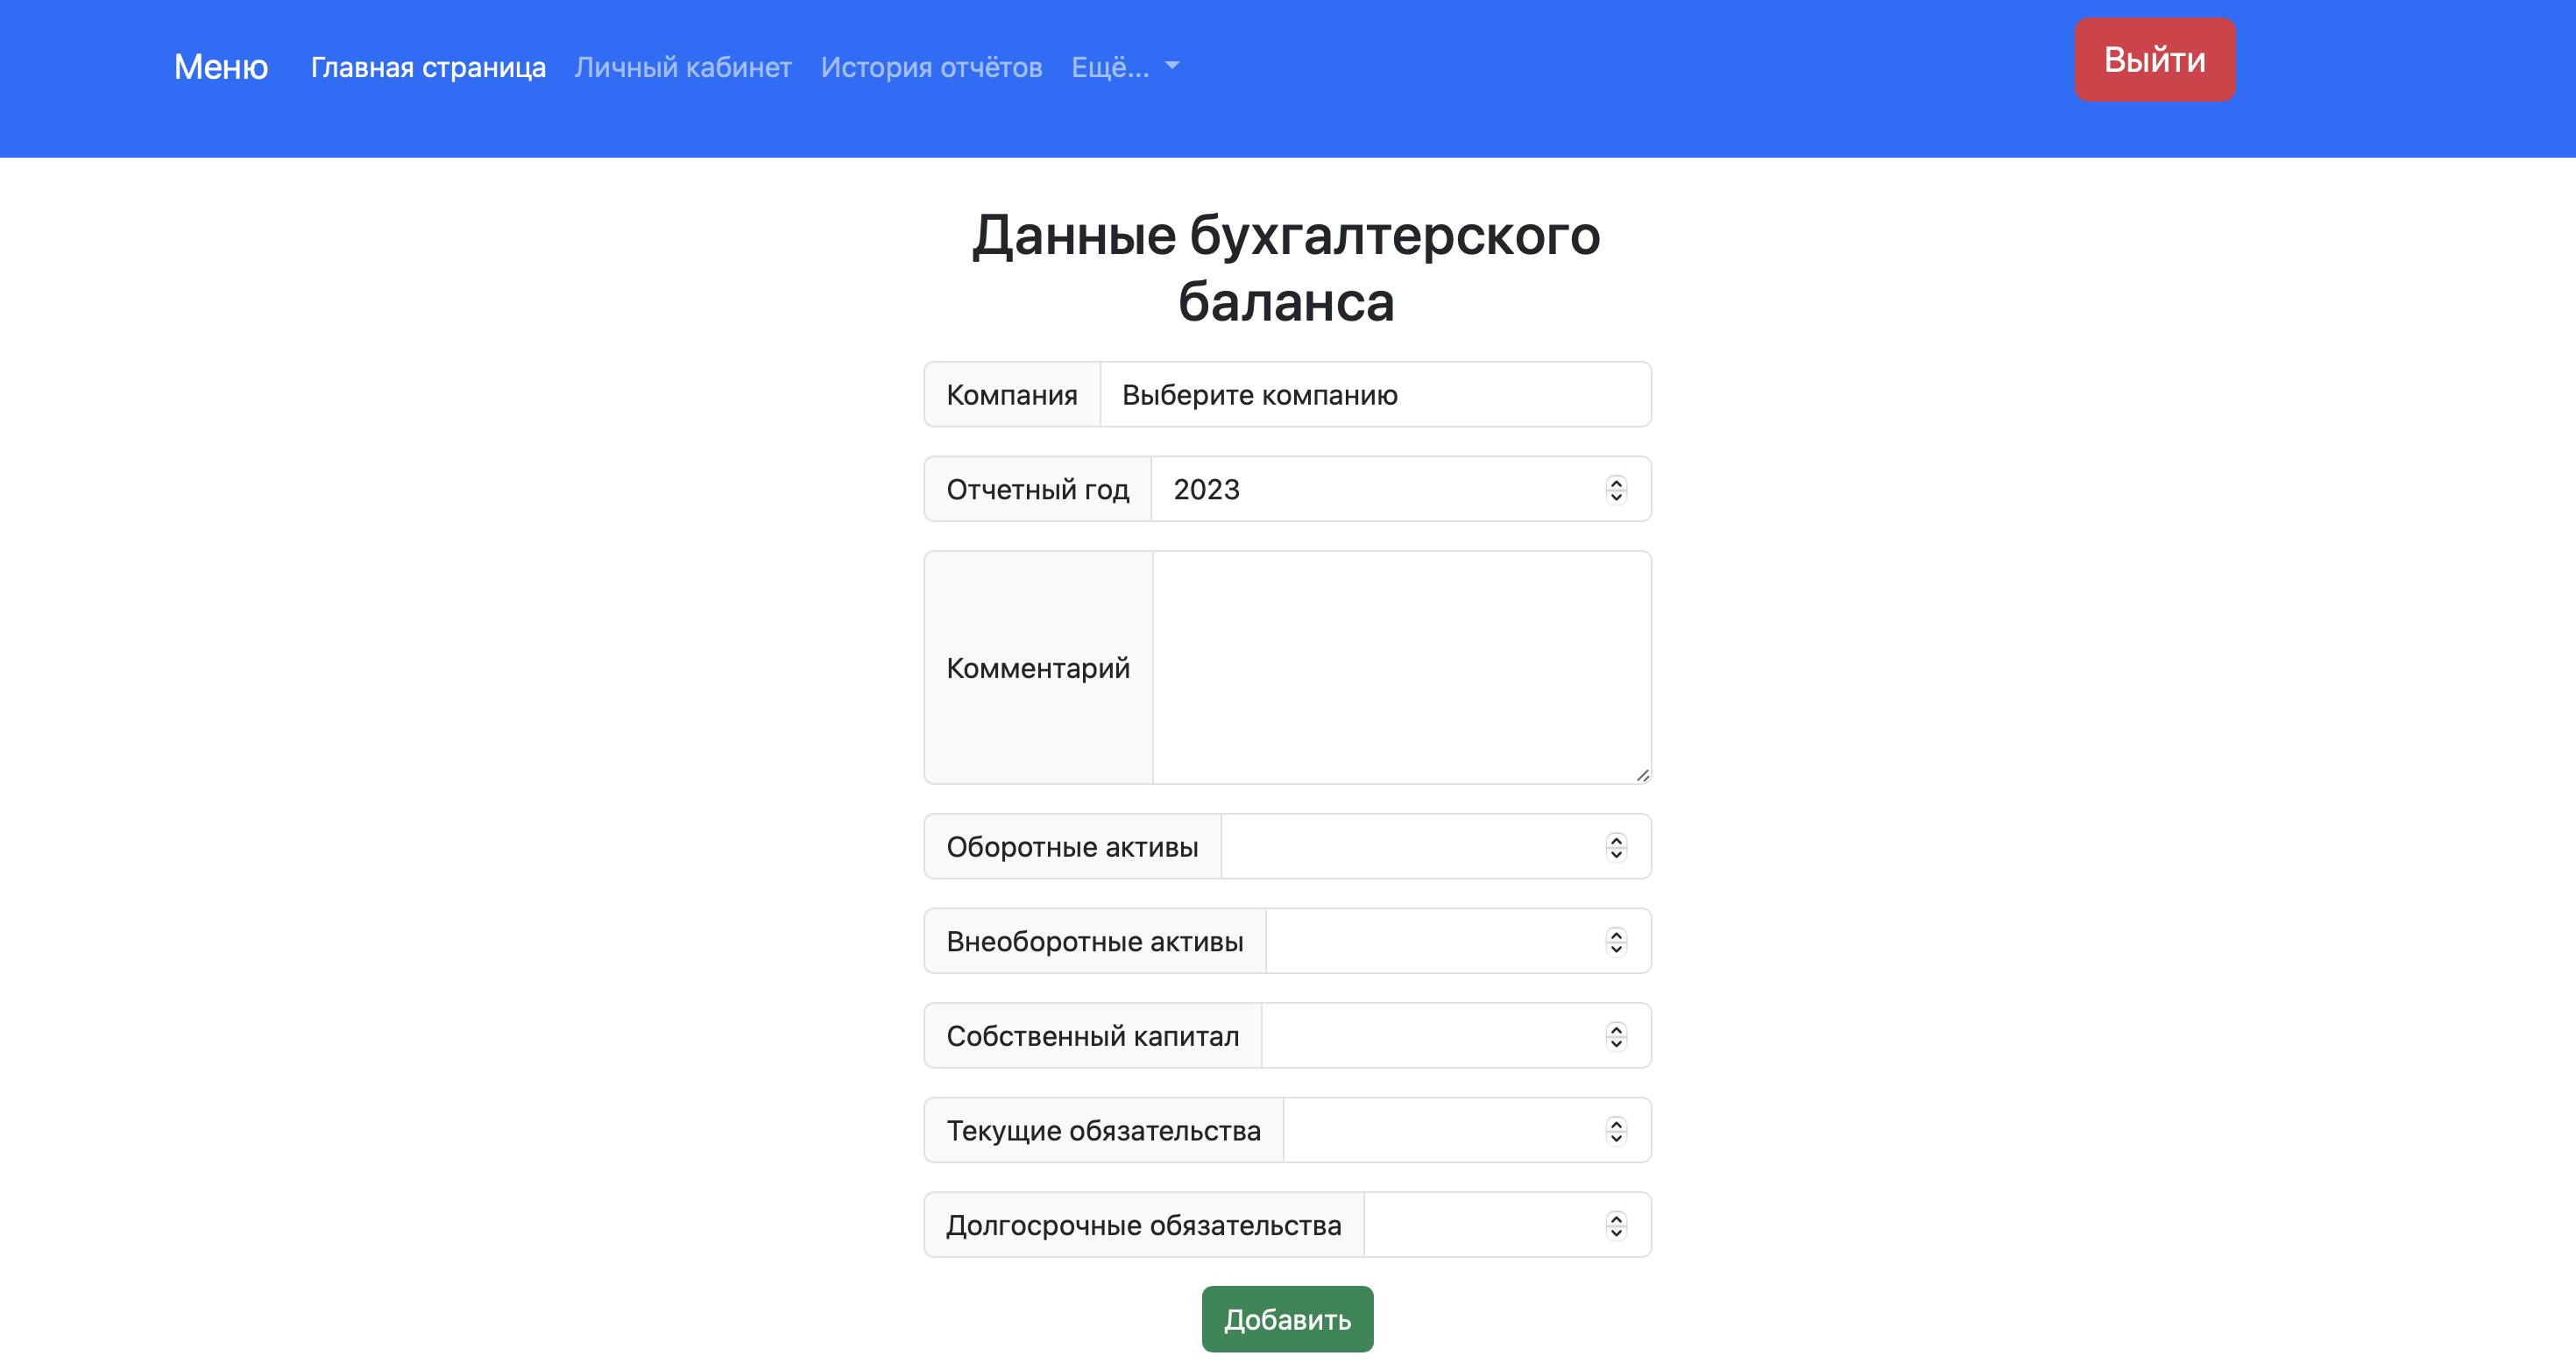 Меню Главная страница Личный кабинет История отчётов Ещё... Выйти
Данные бухгалтерского
баланса
Компания Выберите компанию
Отчетный год 2023
Комментарий
Оборотные активы
Внеоборотные активы
Собственный капитал
Текущие обязательства
Долгосрочные обязательства
Добавить